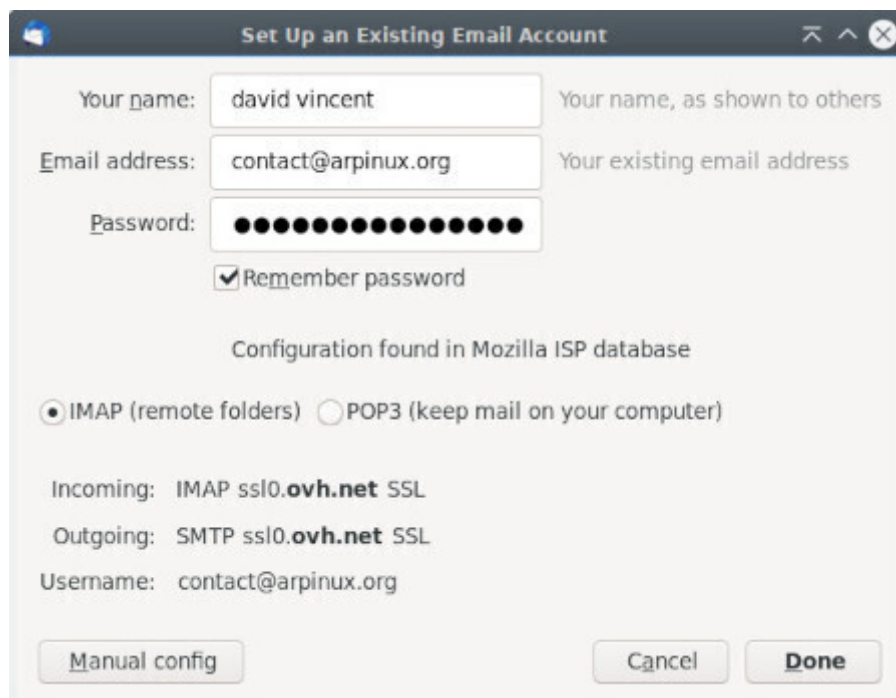 Set Up an Existing Email Account
Your name: david vincent Your name, as shown to others
Email address: contact@arpinux.org Your existing email address
Password: ●●●●●●●●●●●●●●●
Remember password
Configuration found in Mozilla ISP database
IMAP (remote folders) POP3 (keep mail on your computer)
Incoming: IMAP ssl0.ovh.net SSL
Outgoing: SMTP ssl0.ovh.net SSL
Username: contact@arpinux.org
Manual config Cancel Done